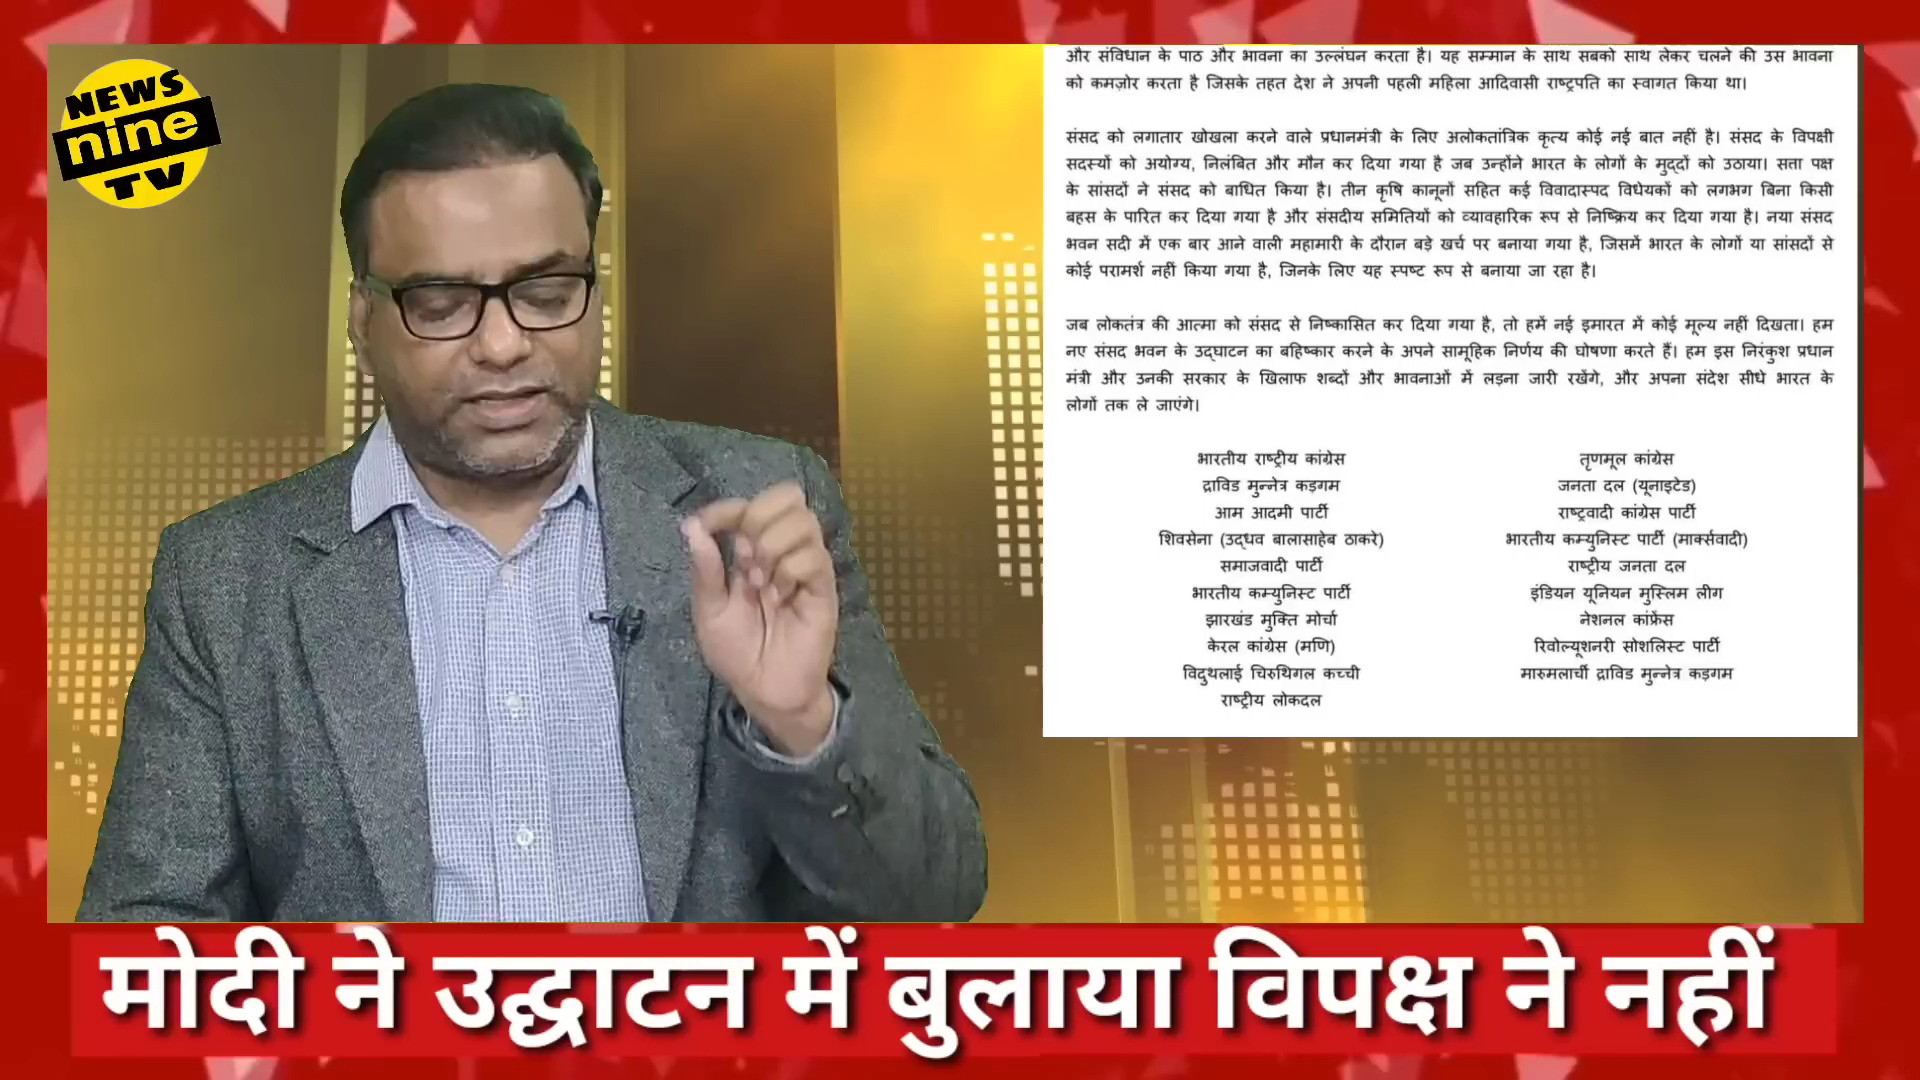 NEWS
nine
TV
और संविधान के पाठ और भावना का उल्लंघन करता है। यह सम्मान के साथ सबको साथ लेकर चलने की उस भावना
को कमज़ोर करता है जिसके तहत देश ने अपनी पहली महिला आदिवासी राष्ट्रपति का स्वागत किया था।
संसद को लगातार खोखला करने वाले प्रधानमंत्री के लिए अलोकतांत्रिक कृत्य कोई नई बात नहीं है। संसद के विपक्षी
सदस्यों को अयोग्य, निलंबित और मौन कर दिया गया है जब उन्होंने भारत के लोगों के मुद्दों को उठाया। सत्ता पक्ष
के सांसदों ने संसद को बाधित किया है। तीन कृषि कानूनों सहित कई विवादास्पद विधेयकों को लगभग बिना किसी
बहस के पारित कर दिया गया है और संसदीय समितियों को व्यावहारिक रूप से निष्क्रिय कर दिया गया है। नया संसद
भवन सदी में एक बार आने वाली महामारी के दौरान बड़े खर्च पर बनाया गया है, जिसमें भारत के लोगों या सांसदों से
कोई परामर्श नहीं किया गया है, जिनके लिए यह स्पष्ट रूप से बनाया जा रहा है।
जब लोकतंत्र की आत्मा को संसद से निष्कासित कर दिया गया है, तो हमें नई इमारत में कोई मूल्य नहीं दिखता। हम
नए संसद भवन के उद्घाटन का बहिष्कार करने के अपने सामूहिक निर्णय की घोषणा करते हैं। हम इस निरंकुश प्रधान
मंत्री और उनकी सरकार के खिलाफ शब्दों और भावनाओं में लड़ना जारी रखेंगे, और अपना संदेश सीधे भारत के
लोगों तक ले जाएंगे।
भारतीय राष्ट्रीय कांग्रेस तृणमूल कांग्रेस
द्राविड मुन्नेत्र कड़गम जनता दल (यूनाइटेड)
आम आदमी पार्टी राष्ट्रवादी कांग्रेस पार्टी
शिवसेना (उद्धव बालासाहेब ठाकरे) भारतीय कम्युनिस्ट पार्टी (मार्क्सवादी)
समाजवादी पार्टी राष्ट्रीय जनता दल
भारतीय कम्युनिस्ट पार्टी इंडियन यूनियन मुस्लिम लीग
झारखंड मुक्ति मोर्चा नेशनल कांफ्रेंस
केरल कांग्रेस (मणि) रिवोल्यूशनरी सोशलिस्ट पार्टी
विदुथलाई चिरुथिगल कच्ची मारुमलार्ची द्राविड मुन्नेत्र कड़गम
राष्ट्रीय लोकदल
मोदी ने उद्घाटन में बुलाया विपक्ष ने नहीं